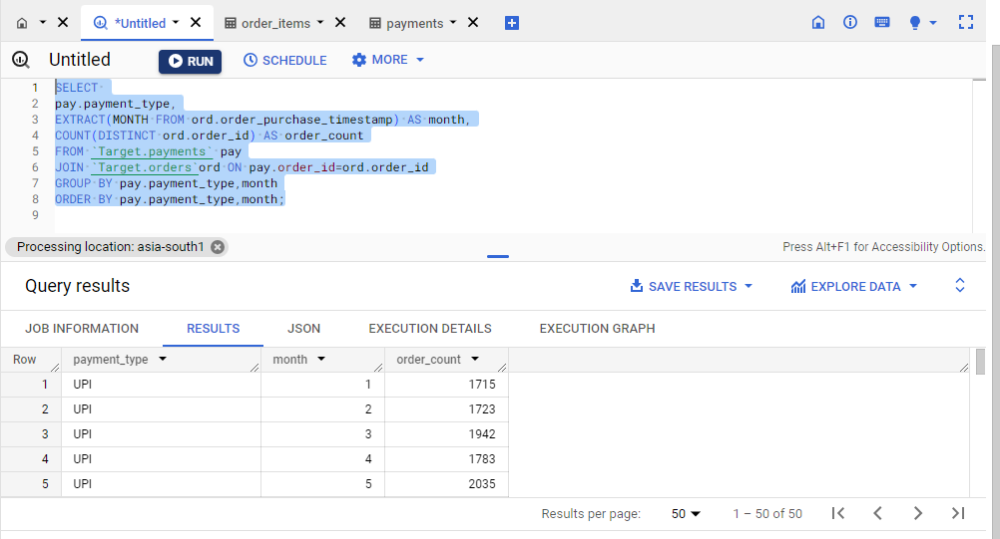 *Untitled order_items payments
Untitled RUN SCHEDULE MORE
1 SELECT
2 pay.payment_type,
3 EXTRACT(MONTH FROM ord.order_purchase_timestamp) AS month,
4 COUNT(DISTINCT ord.order_id) AS order_count
5 FROM `Target.payments` pay
6 JOIN `Target.orders`ord ON pay.order_id=ord.order_id
7 GROUP BY pay.payment_type,month
8 ORDER BY pay.payment_type,month;
9
Processing location: asia-south1 Press Alt+F1 for Accessibility Options.
Query results SAVE RESULTS EXPLORE DATA
JOB INFORMATION RESULTS JSON EXECUTION DETAILS EXECUTION GRAPH
Row payment_type month order_count
1 UPI 1 1715
2 UPI 2 1723
3 UPI 3 1942
4 UPI 4 1783
5 UPI 5 2035
Results per page: 50 1 – 50 of 50